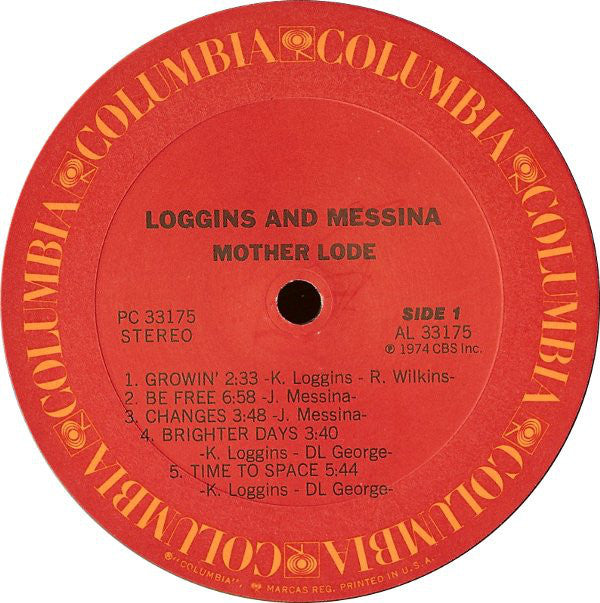 COLUMBIA COLUMBIA COLUMBIA COLUMBIA COLUMBIA COLUMBIA
LOGGINS AND MESSINA
MOTHER LODE
PC 33175
STEREO
SIDE 1
AL 33175
℗ 1974 CBS Inc.
1. GROWIN' 2:33 -K. Loggins - R. Wilkins-
2. BE FREE 6:58 -J. Messina-
3. CHANGES 3:48 -J. Messina-
4. BRIGHTER DAYS 3:40
-K. Loggins - DL George-
5. TIME TO SPACE 5:44
-K. Loggins - DL George-
® "COLUMBIA", MARCAS REG. PRINTED IN U.S.A.